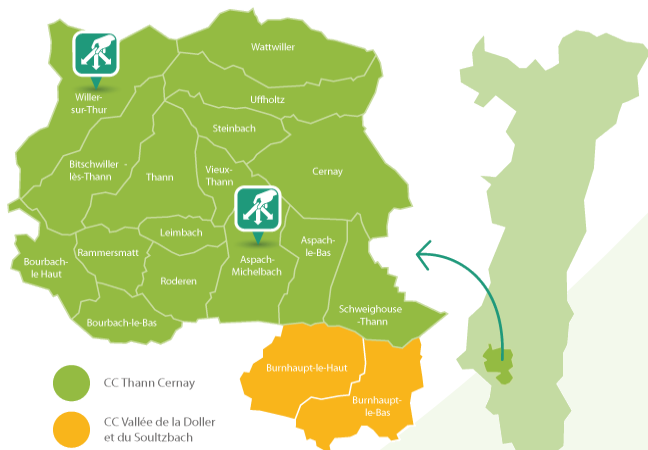 Wattwiller
Willer-
sur-Thur
Uffholtz
Steinbach
Bitschwiller -
lès-Thann
Thann
Vieux-
Thann
Cernay
Leimbach
Aspach-
le-Bas
Bourbach-
le Haut
Rammersmatt
Roderen
Aspach-
Michelbach
Bourbach-le-Bas
Schweighouse
-Thann
Burnhaupt-le-Haut
Burnhaupt-
le-Bas
CC Thann Cernay
CC Vallée de la Doller
et du Soultzbach